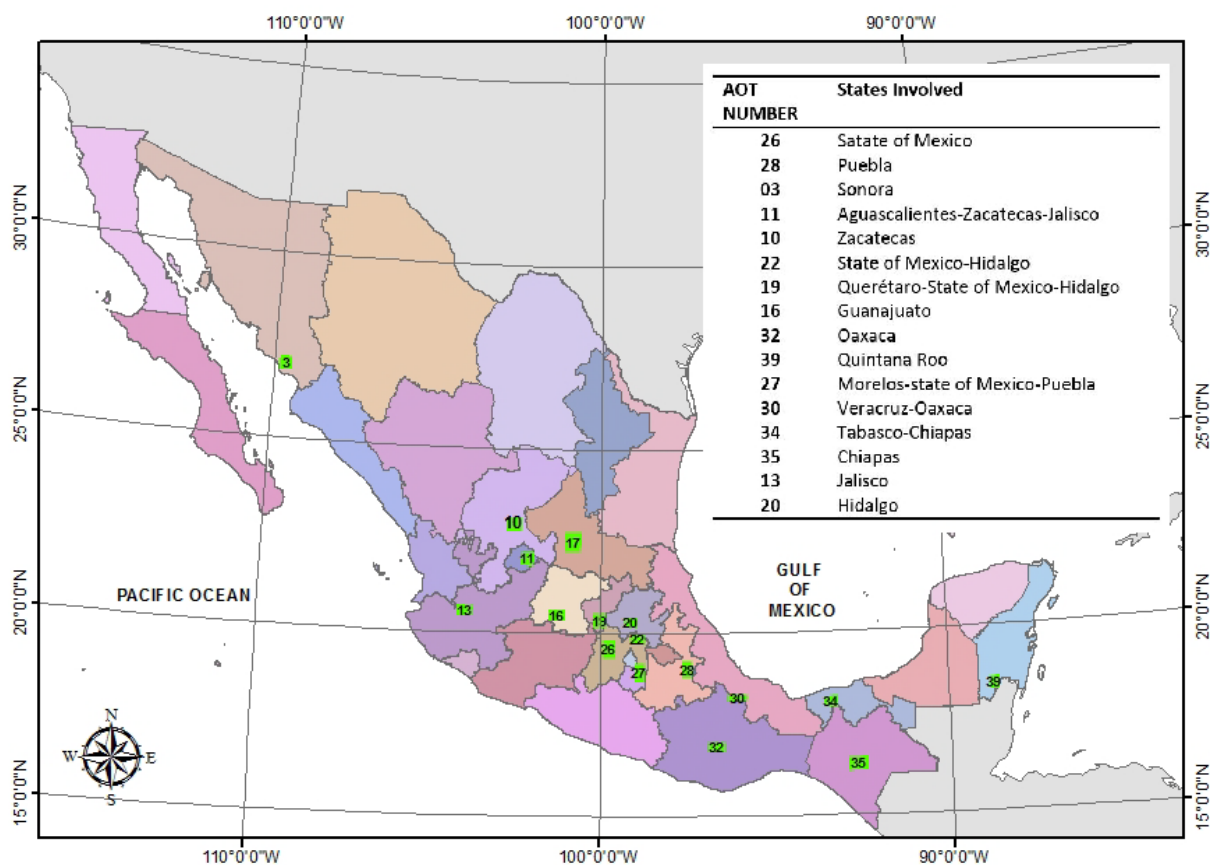 110°0'0"W 100°0'0"W 90°0'0"W
AOT NUMBER States Involved
26 Satate of Mexico
28 Puebla
03 Sonora
11 Aguascalientes-Zacatecas-Jalisco
10 Zacatecas
22 State of Mexico-Hidalgo
19 Querétaro-State of Mexico-Hidalgo
16 Guanajuato
32 Oaxaca
39 Quintana Roo
27 Morelos-state of Mexico-Puebla
30 Veracruz-Oaxaca
34 Tabasco-Chiapas
35 Chiapas
13 Jalisco
20 Hidalgo
30°0'0"N
25°0'0"N
20°0'0"N
15°0'0"N
30°0'0"N
25°0'0"N
20°0'0"N
15°0'0"N
3
10
17
11
13
16
19
20
22
26
27
28
30
34
39
32
35
PACIFIC OCEAN
GULF
OF
MEXICO
N
W E
S
110°0'0"W 100°0'0"W 90°0'0"W